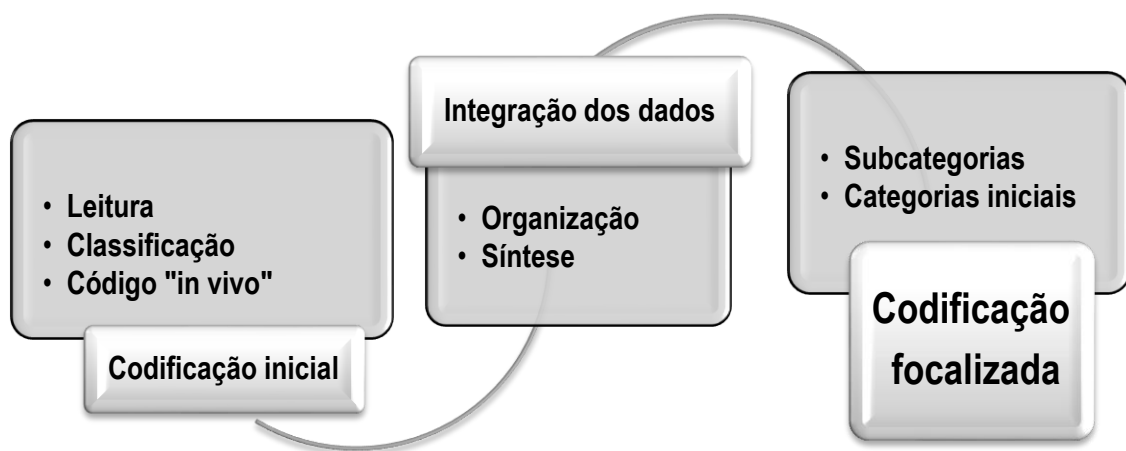 • Leitura
• Classificação
• Código "in vivo"
Codificação inicial
Integração dos dados
• Organização
• Síntese
• Subcategorias
• Categorias iniciais
Codificação
focalizada